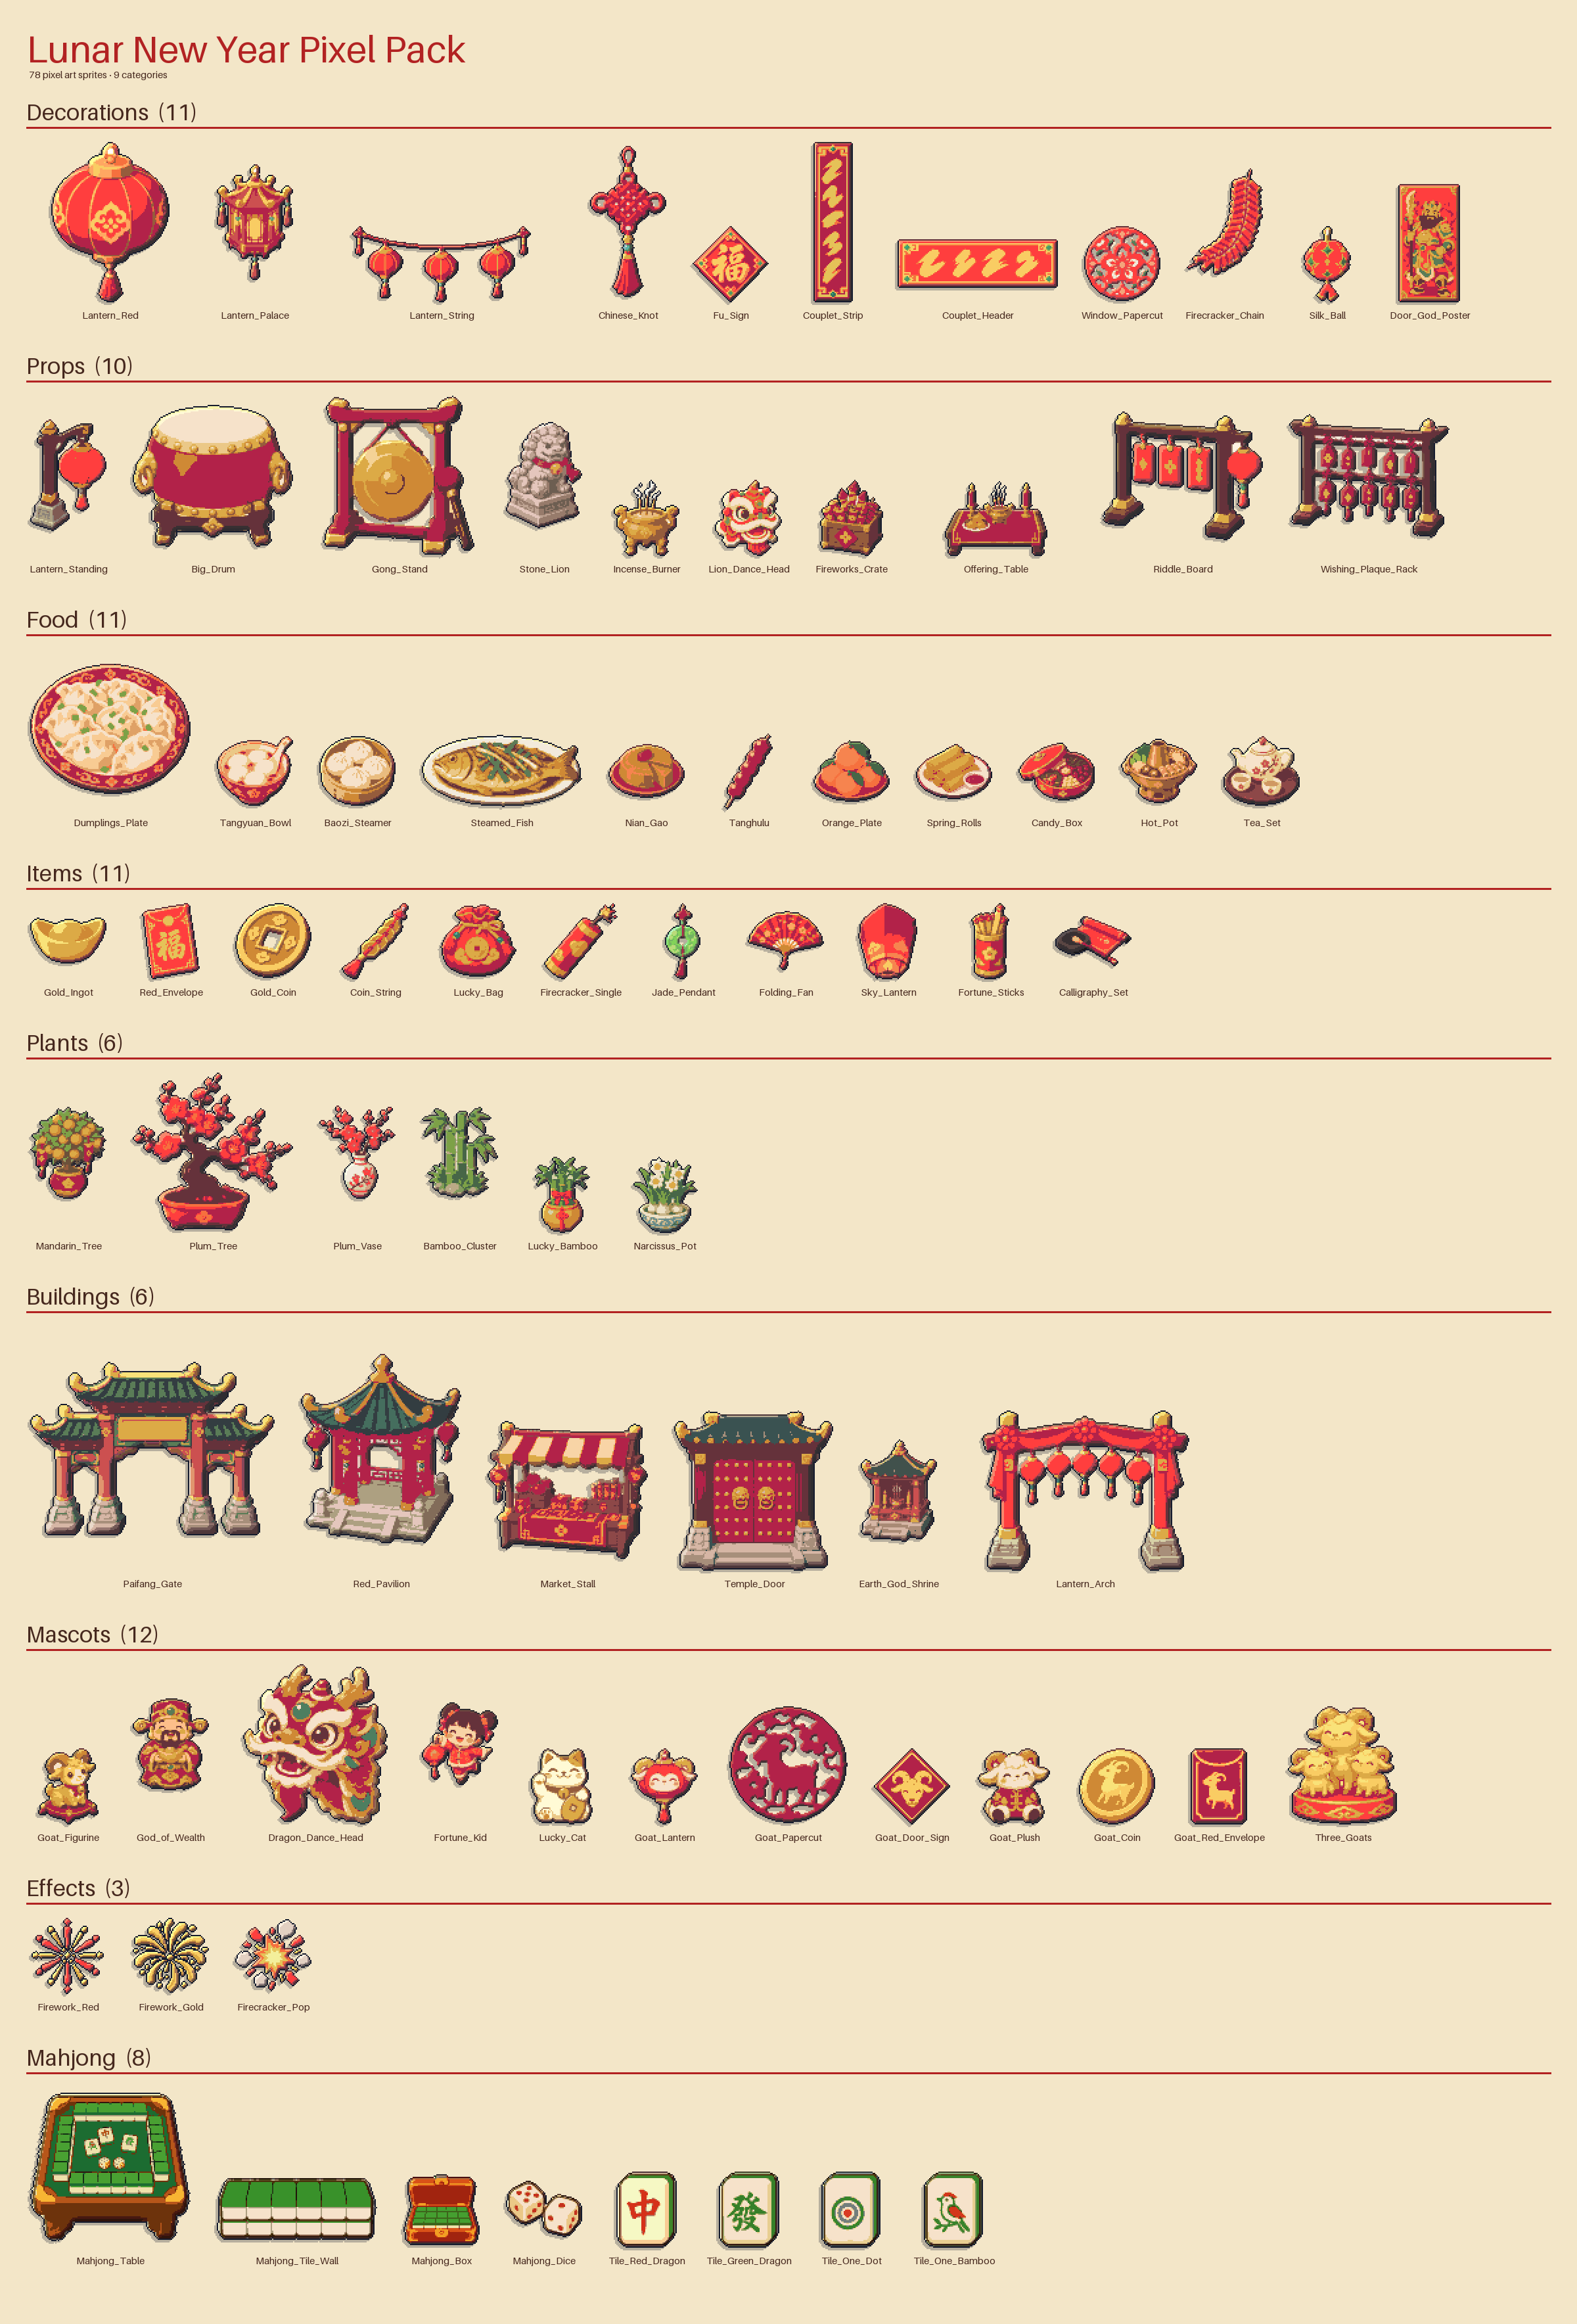 Lunar New Year Pixel Pack
78 pixel art sprites · 9 categories
Decorations (11)
福
Lantern_Red Lantern_Palace Lantern_String Chinese_Knot Fu_Sign Couplet_Strip Couplet_Header Window_Papercut Firecracker_Chain Silk_Ball Door_God_Poster
Props (10)
Lantern_Standing Big_Drum Gong_Stand Stone_Lion Incense_Burner Lion_Dance_Head Fireworks_Crate Offering_Table Riddle_Board Wishing_Plaque_Rack
Food (11)
Dumplings_Plate Tangyuan_Bowl Baozi_Steamer Steamed_Fish Nian_Gao Tanghulu Orange_Plate Spring_Rolls Candy_Box Hot_Pot Tea_Set
Items (11)
福
Gold_Ingot Red_Envelope Gold_Coin Coin_String Lucky_Bag Firecracker_Single Jade_Pendant Folding_Fan Sky_Lantern Fortune_Sticks Calligraphy_Set
Plants (6)
Mandarin_Tree Plum_Tree Plum_Vase Bamboo_Cluster Lucky_Bamboo Narcissus_Pot
Buildings (6)
Paifang_Gate Red_Pavilion Market_Stall Temple_Door Earth_God_Shrine Lantern_Arch
Mascots (12)
Goat_Figurine God_of_Wealth Dragon_Dance_Head Fortune_Kid Lucky_Cat Goat_Lantern Goat_Papercut Goat_Door_Sign Goat_Plush Goat_Coin Goat_Red_Envelope Three_Goats
Effects (3)
Firework_Red Firework_Gold Firecracker_Pop
Mahjong (8)
中 發
Mahjong_Table Mahjong_Tile_Wall Mahjong_Box Mahjong_Dice Tile_Red_Dragon Tile_Green_Dragon Tile_One_Dot Tile_One_Bamboo